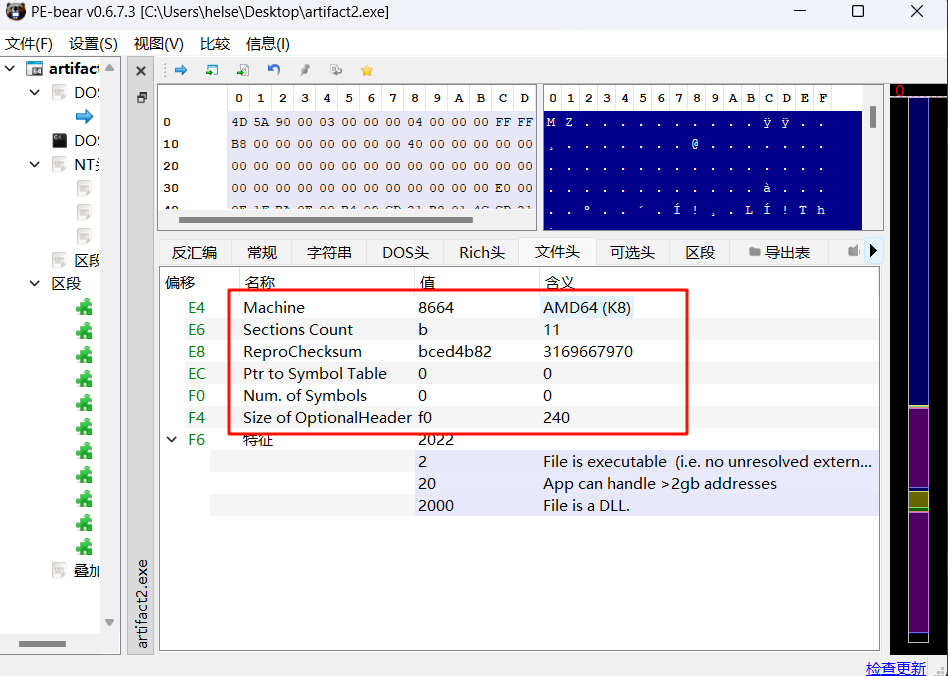 PE-bear v0.6.7.3 [C:\Users\helse\Desktop\artifact2.exe]
文件(F) 设置(S) 视图(V) 比较 信息(I)
artifact
DOS
DOS
NT头
区段
区段
叠加
artifact2.exe
0 1 2 3 4 5 6 7 8 9 A B C D
0 4D 5A 90 00 03 00 00 00 04 00 00 00 FF FF
10 B8 00 00 00 00 00 00 00 40 00 00 00 00 00
20 00 00 00 00 00 00 00 00 00 00 00 00 00 00
30 00 00 00 00 00 00 00 00 00 00 00 00 E0 00
0 1 2 3 4 5 6 7 8 9 A B C D E F
M Z . . . . . . . . . . ÿ ÿ . .
¸ . . . . . . . @ . . . . . . .
. . . . . . . . . . . . . . . .
. . . . . . . . . . . . à . . .
. . º . . ´ . Í ! ¸ . L Í ! T h
0
反汇编 常规 字符串 DOS头 Rich头 文件头 可选头 区段 导出表
偏移 名称 值 含义
E4 Machine 8664 AMD64 (K8)
E6 Sections Count b 11
E8 ReproChecksum bced4b82 3169667970
EC Ptr to Symbol Table 0 0
F0 Num. of Symbols 0 0
F4 Size of OptionalHeader f0 240
F6 特征 2022
2 File is executable (i.e. no unresolved extern...
20 App can handle >2gb addresses
2000 File is a DLL.
检查更新